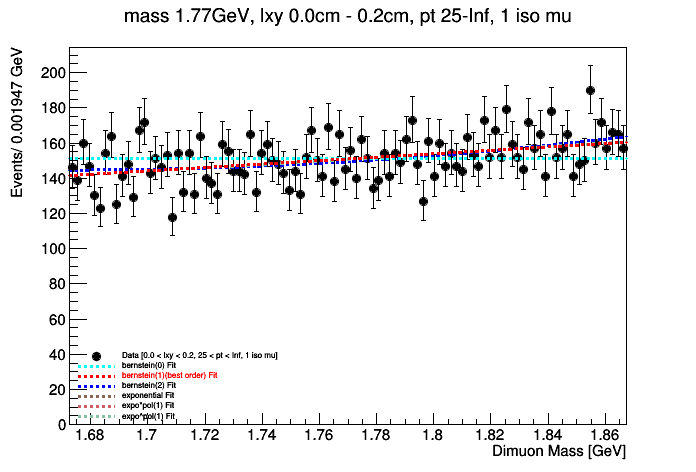 mass 1.77GeV, lxy 0.0cm - 0.2cm, pt 25-Inf, 1 iso mu
Events/ 0.001947 GeV
200
180
160
140
120
100
80
60
40
20
0
Data [0.0 < lxy < 0.2, 25 < pt < Inf, 1 iso mu]
bernstein(0) Fit
bernstein(1)(best order) Fit
bernstein(2) Fit
exponential Fit
expo*pol(1) Fit
expo*pol(1) Fit
1.68 1.7 1.72 1.74 1.76 1.78 1.8 1.82 1.84 1.86
Dimuon Mass [GeV]